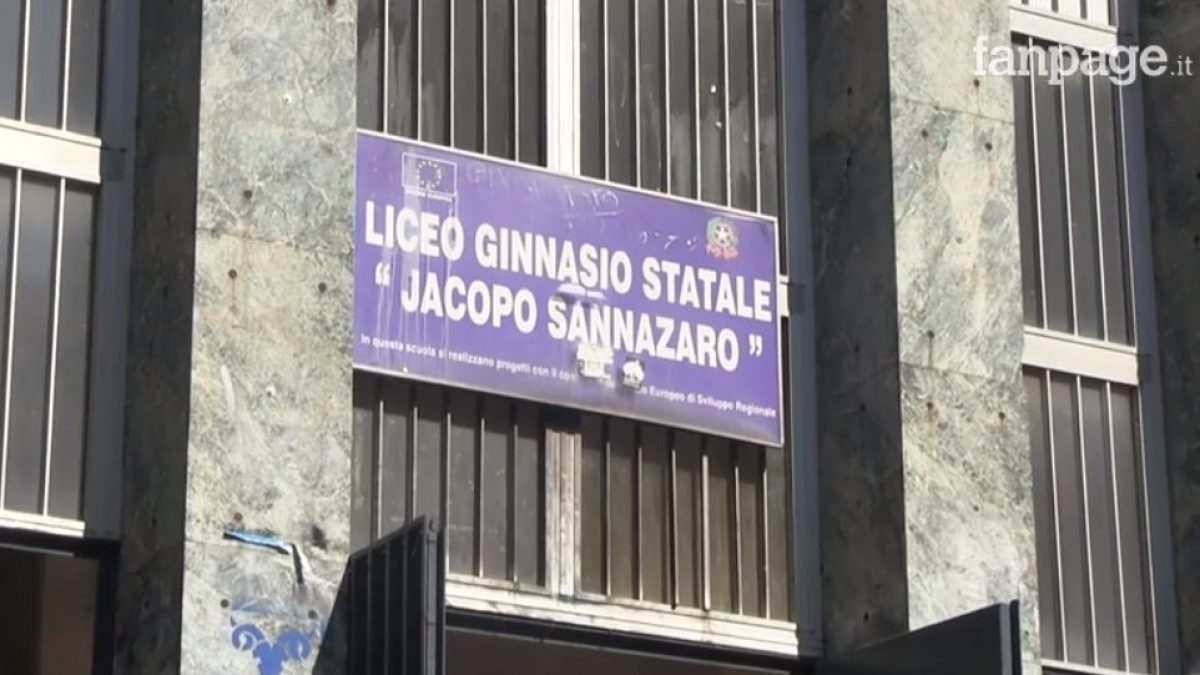 fanpage.it
LICEO GINNASIO STATALE
“ JACOPO SANNAZARO ”
In questa scuola si realizzano progetti con il Europeo di Sviluppo Regionale